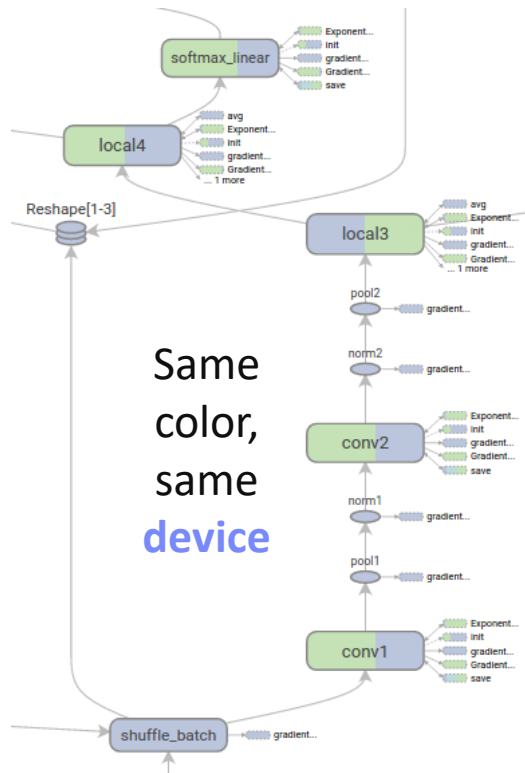 softmax_linear
Exponent...
init
gradient...
Gradient...
save
local4
avg
Exponent...
init
gradient...
Gradient...
... 1 more
Reshape[1-3]
local3
avg
Exponent...
init
gradient...
Gradient...
... 1 more
pool2
gradient...
norm2
gradient...
Same
color,
same
device
conv2
Exponent...
init
gradient...
Gradient...
save
norm1
gradient...
pool1
gradient...
conv1
Exponent...
init
gradient...
Gradient...
save
shuffle_batch
gradient...